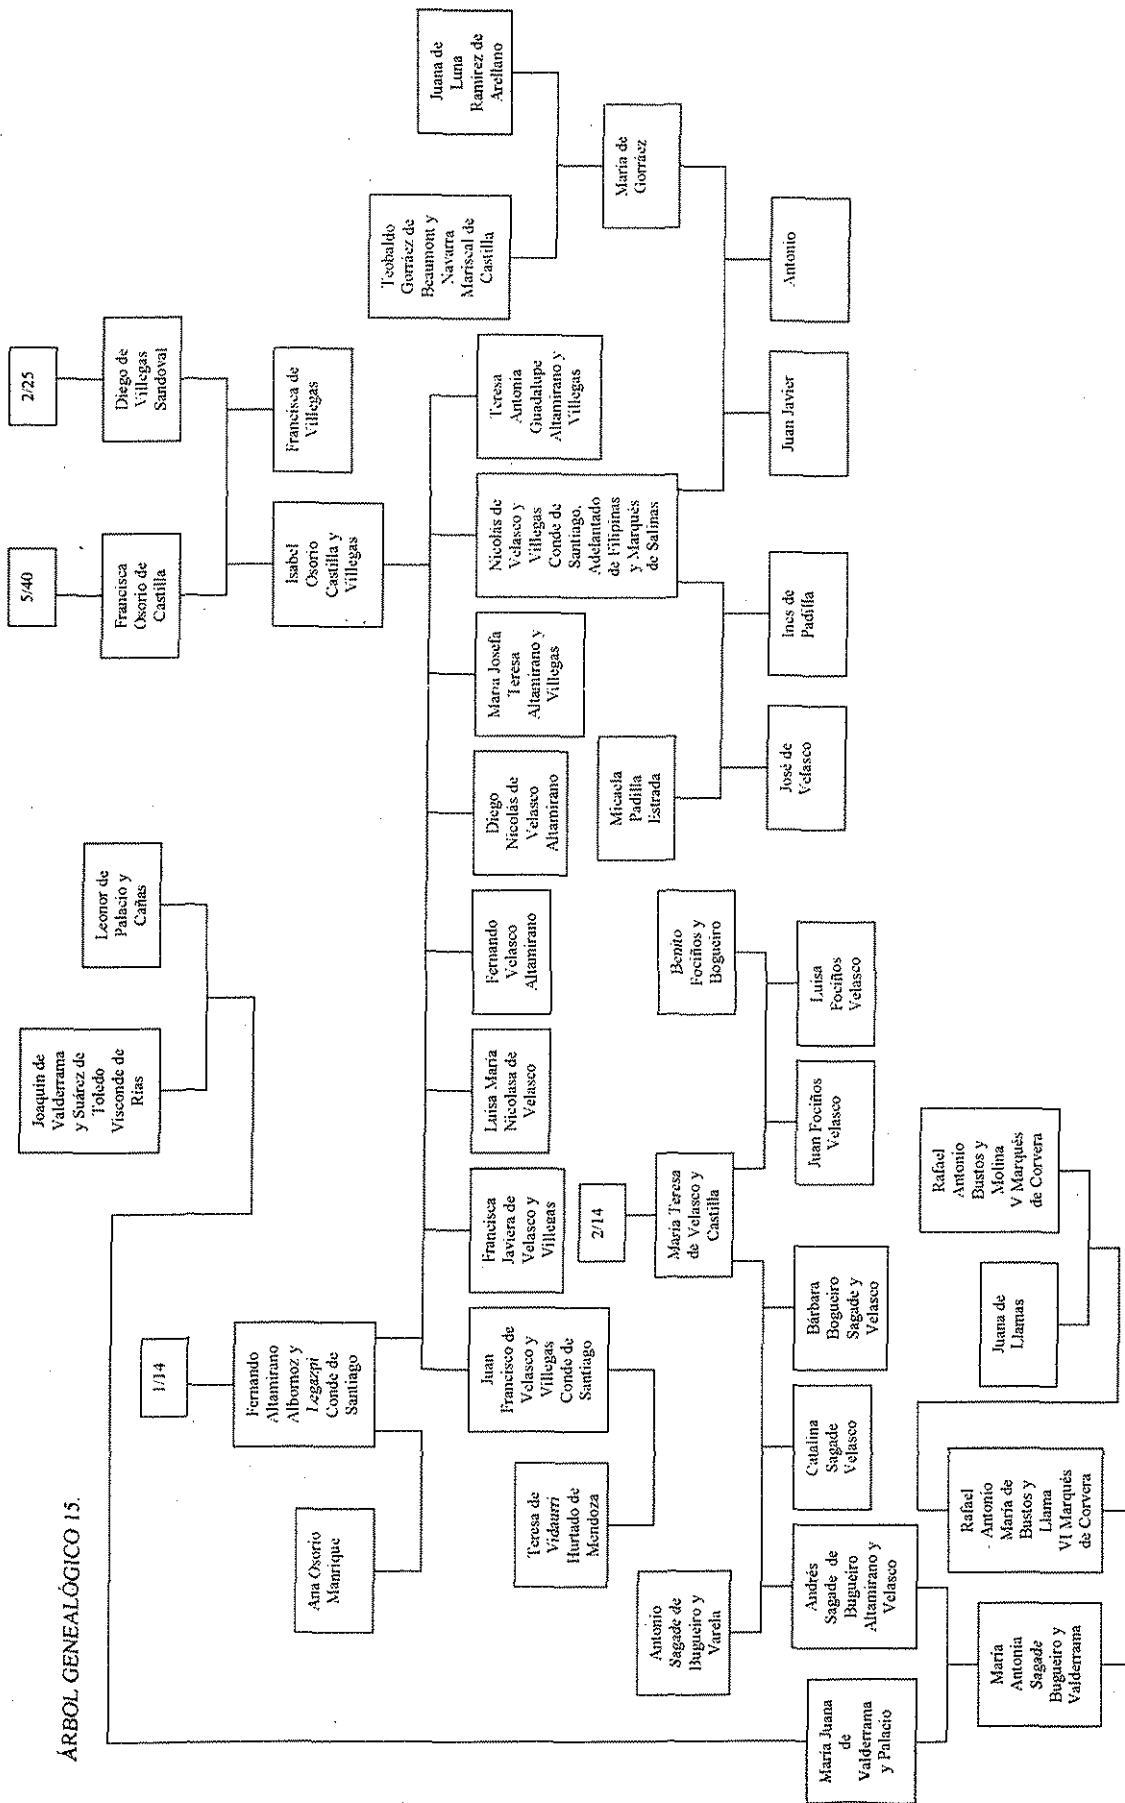 ÁRBOL GENEALÓGICO 15.
1/14
Joaquín de
Valderrama
y Suárez de
Toledo
Visconde de
Rías
Leonor de
Palacio y
Cañas
5/40
2/25
Francisca
Osorio de
Castilla
Diego de
Villegas
Sandoval
Ana Osorio
Manrique
Fernando
Altamirano
Albornoz y
Legazpi
Conde de
Santiago
Isabel
Osorio
Castilla y
Villegas
Francisca de
Villegas
Teobaldo
Gorráez de
Beaumont y
Navarra
Mariscal de
Castilla
Juana de
Luna
Ramírez de
Arellano
Teresa de
Vidaurri
Hurtado de
Mendoza
Juan
Francisco de
Velasco y
Villegas
Conde de
Santiago
Francisca
Javiera de
Velasco y
Villegas
Luisa María
Nicolasa de
Velasco
Fernando
Velasco
Altamirano
Diego
Nicolás de
Velasco
Altamirano
María Josefa
Teresa
Altamirano y
Villegas
Nicolás de
Velasco y
Villegas
Conde de
Santiago,
Adelantado
de Filipinas
y Marqués
de Salinas
Teresa
Antonia
Guadalupe
Altamirano y
Villegas
2/14
Antonio
Sagade de
Bugueiro y
Varela
María Teresa
de Velasco y
Castilla
Benito
Fociños y
Bogueiro
Micaela
Padilla
Estrada
María de
Gorráez
María Juana
de
Valderrama
y Palacio
Andrés
Sagade de
Bugueiro
Altamirano y
Velasco
Catalina
Sagade
Velasco
Bárbara
Bogueiro
Sagade y
Velasco
Juan Fociños
Velasco
Luisa
Fociños
Velasco
José de
Velasco
Ines de
Padilla
Juan Javier
Antonio
María
Antonia
Sagade
Bugueiro y
Valderrama
Rafael
Antonio
María de
Bustos y
Llama
VI Marqués
de Corvera
Juana de
Llamas
Rafael
Antonio
Bustos y
Molina
V Marqués
de Corvera